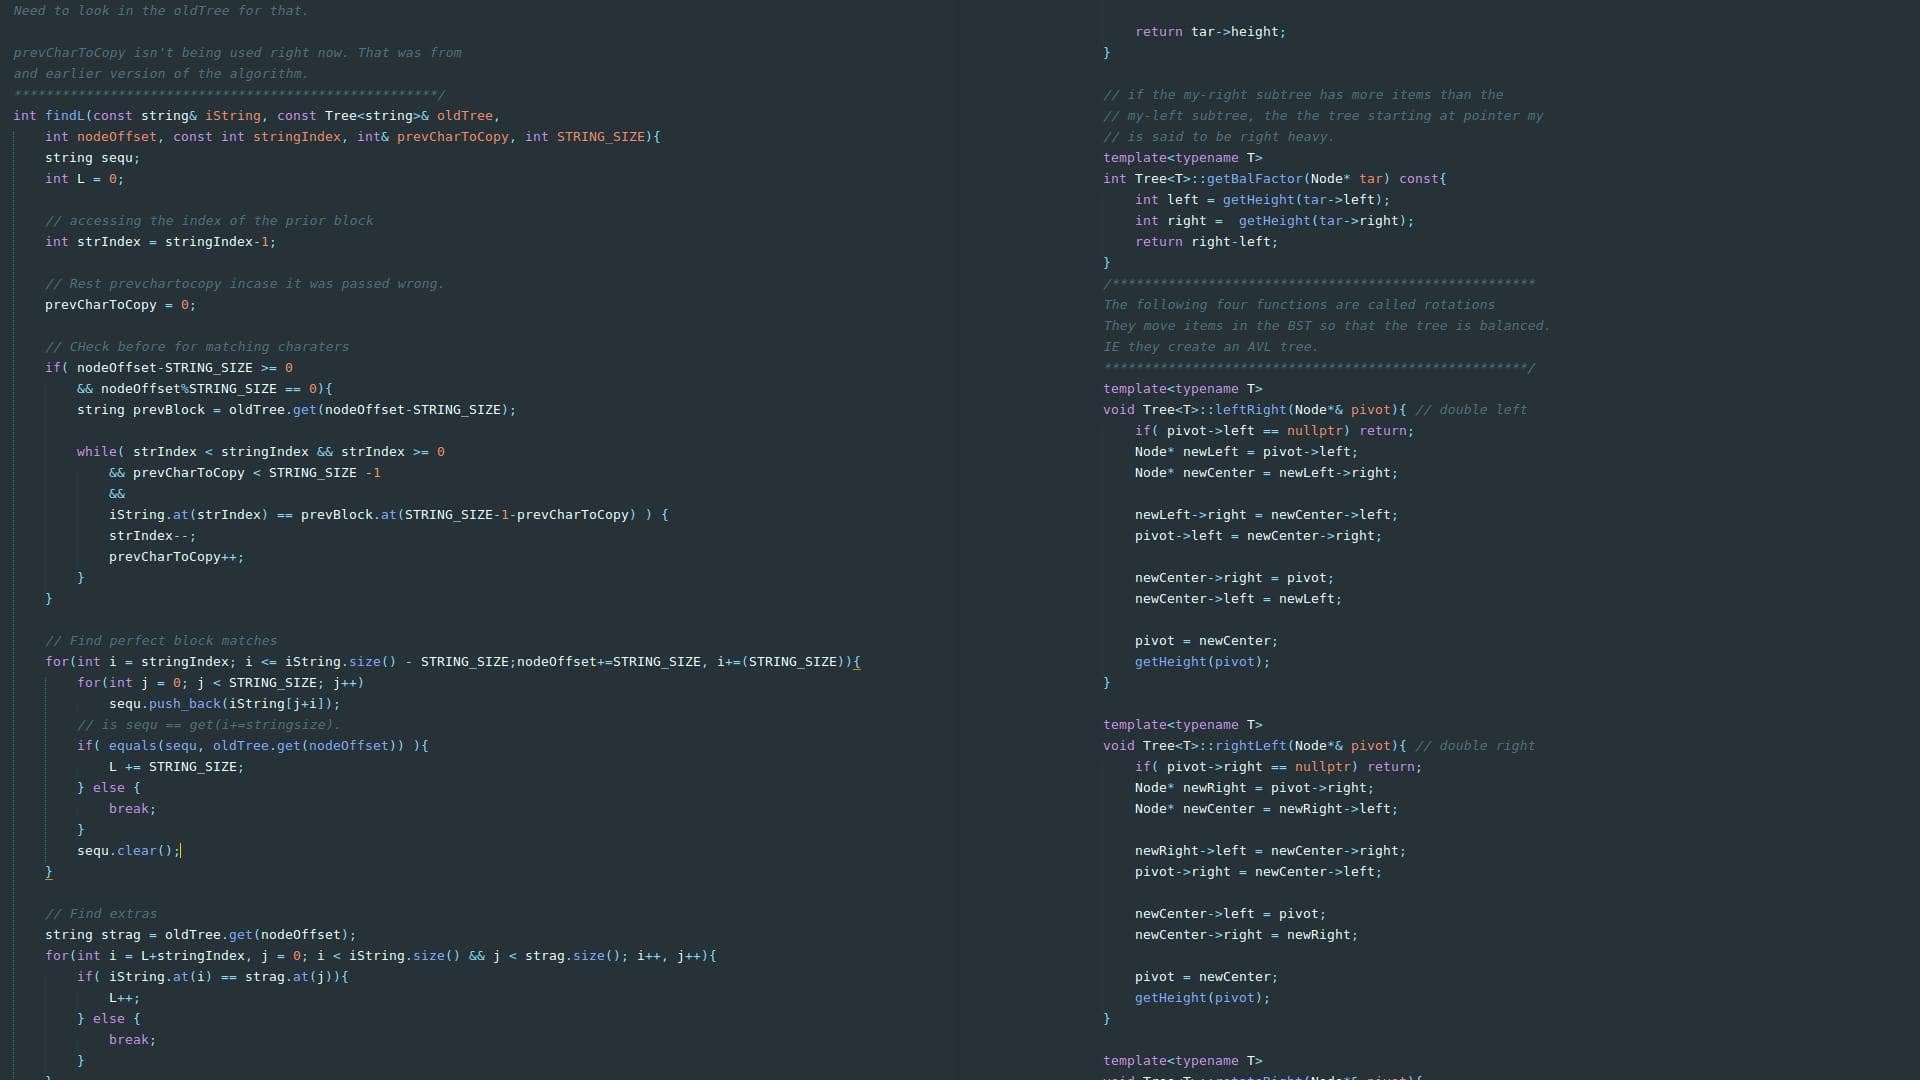 Need to look in the oldTree for that.
prevCharToCopy isn't being used right now. That was from
and earlier version of the algorithm.
*****************************************************/
int findL(const string& iString, const Tree<string>& oldTree,
    int nodeOffset, const int stringIndex, int& prevCharToCopy, int STRING_SIZE){
    string sequ;
    int L = 0;
    // accessing the index of the prior block
    int strIndex = stringIndex-1;
    // Rest prevchartocopy incase it was passed wrong.
    prevCharToCopy = 0;
    // CHeck before for matching charaters
    if( nodeOffset-STRING_SIZE >= 0
        && nodeOffset%STRING_SIZE == 0){
        string prevBlock = oldTree.get(nodeOffset-STRING_SIZE);
        while( strIndex < stringIndex && strIndex >= 0
            && prevCharToCopy < STRING_SIZE -1
            &&
            iString.at(strIndex) == prevBlock.at(STRING_SIZE-1-prevCharToCopy) ) {
            strIndex--;
            prevCharToCopy++;
        }
    }
    // Find perfect block matches
    for(int i = stringIndex; i <= iString.size() - STRING_SIZE;nodeOffset+=STRING_SIZE, i+=(STRING_SIZE)){
        for(int j = 0; j < STRING_SIZE; j++)
            sequ.push_back(iString[j+i]);
        // is sequ == get(i+=stringsize).
        if( equals(sequ, oldTree.get(nodeOffset)) ){
            L += STRING_SIZE;
        } else {
            break;
        }
        sequ.clear();
    }
    // Find extras
    string strag = oldTree.get(nodeOffset);
    for(int i = L+stringIndex, j = 0; i < iString.size() && j < strag.size(); i++, j++){
        if( iString.at(i) == strag.at(j)){
            L++;
        } else {
            break;
        }
    }
    return tar->height;
}
// if the my-right subtree has more items than the
// my-left subtree, the the tree starting at pointer my
// is said to be right heavy.
template<typename T>
int Tree<T>::getBalFactor(Node* tar) const{
    int left = getHeight(tar->left);
    int right =  getHeight(tar->right);
    return right-left;
}
/*****************************************************
The following four functions are called rotations
They move items in the BST so that the tree is balanced.
IE they create an AVL tree.
*****************************************************/
template<typename T>
void Tree<T>::leftRight(Node*& pivot){ // double left
    if( pivot->left == nullptr) return;
    Node* newLeft = pivot->left;
    Node* newCenter = newLeft->right;
    newLeft->right = newCenter->left;
    pivot->left = newCenter->right;
    newCenter->right = pivot;
    newCenter->left = newLeft;
    pivot = newCenter;
    getHeight(pivot);
}
template<typename T>
void Tree<T>::rightLeft(Node*& pivot){ // double right
    if( pivot->right == nullptr) return;
    Node* newRight = pivot->right;
    Node* newCenter = newRight->left;
    newRight->left = newCenter->right;
    pivot->right = newCenter->left;
    newCenter->left = pivot;
    newCenter->right = newRight;
    pivot = newCenter;
    getHeight(pivot);
}
template<typename T>
void Tree<T>::rotateRight(Node*& pivot){